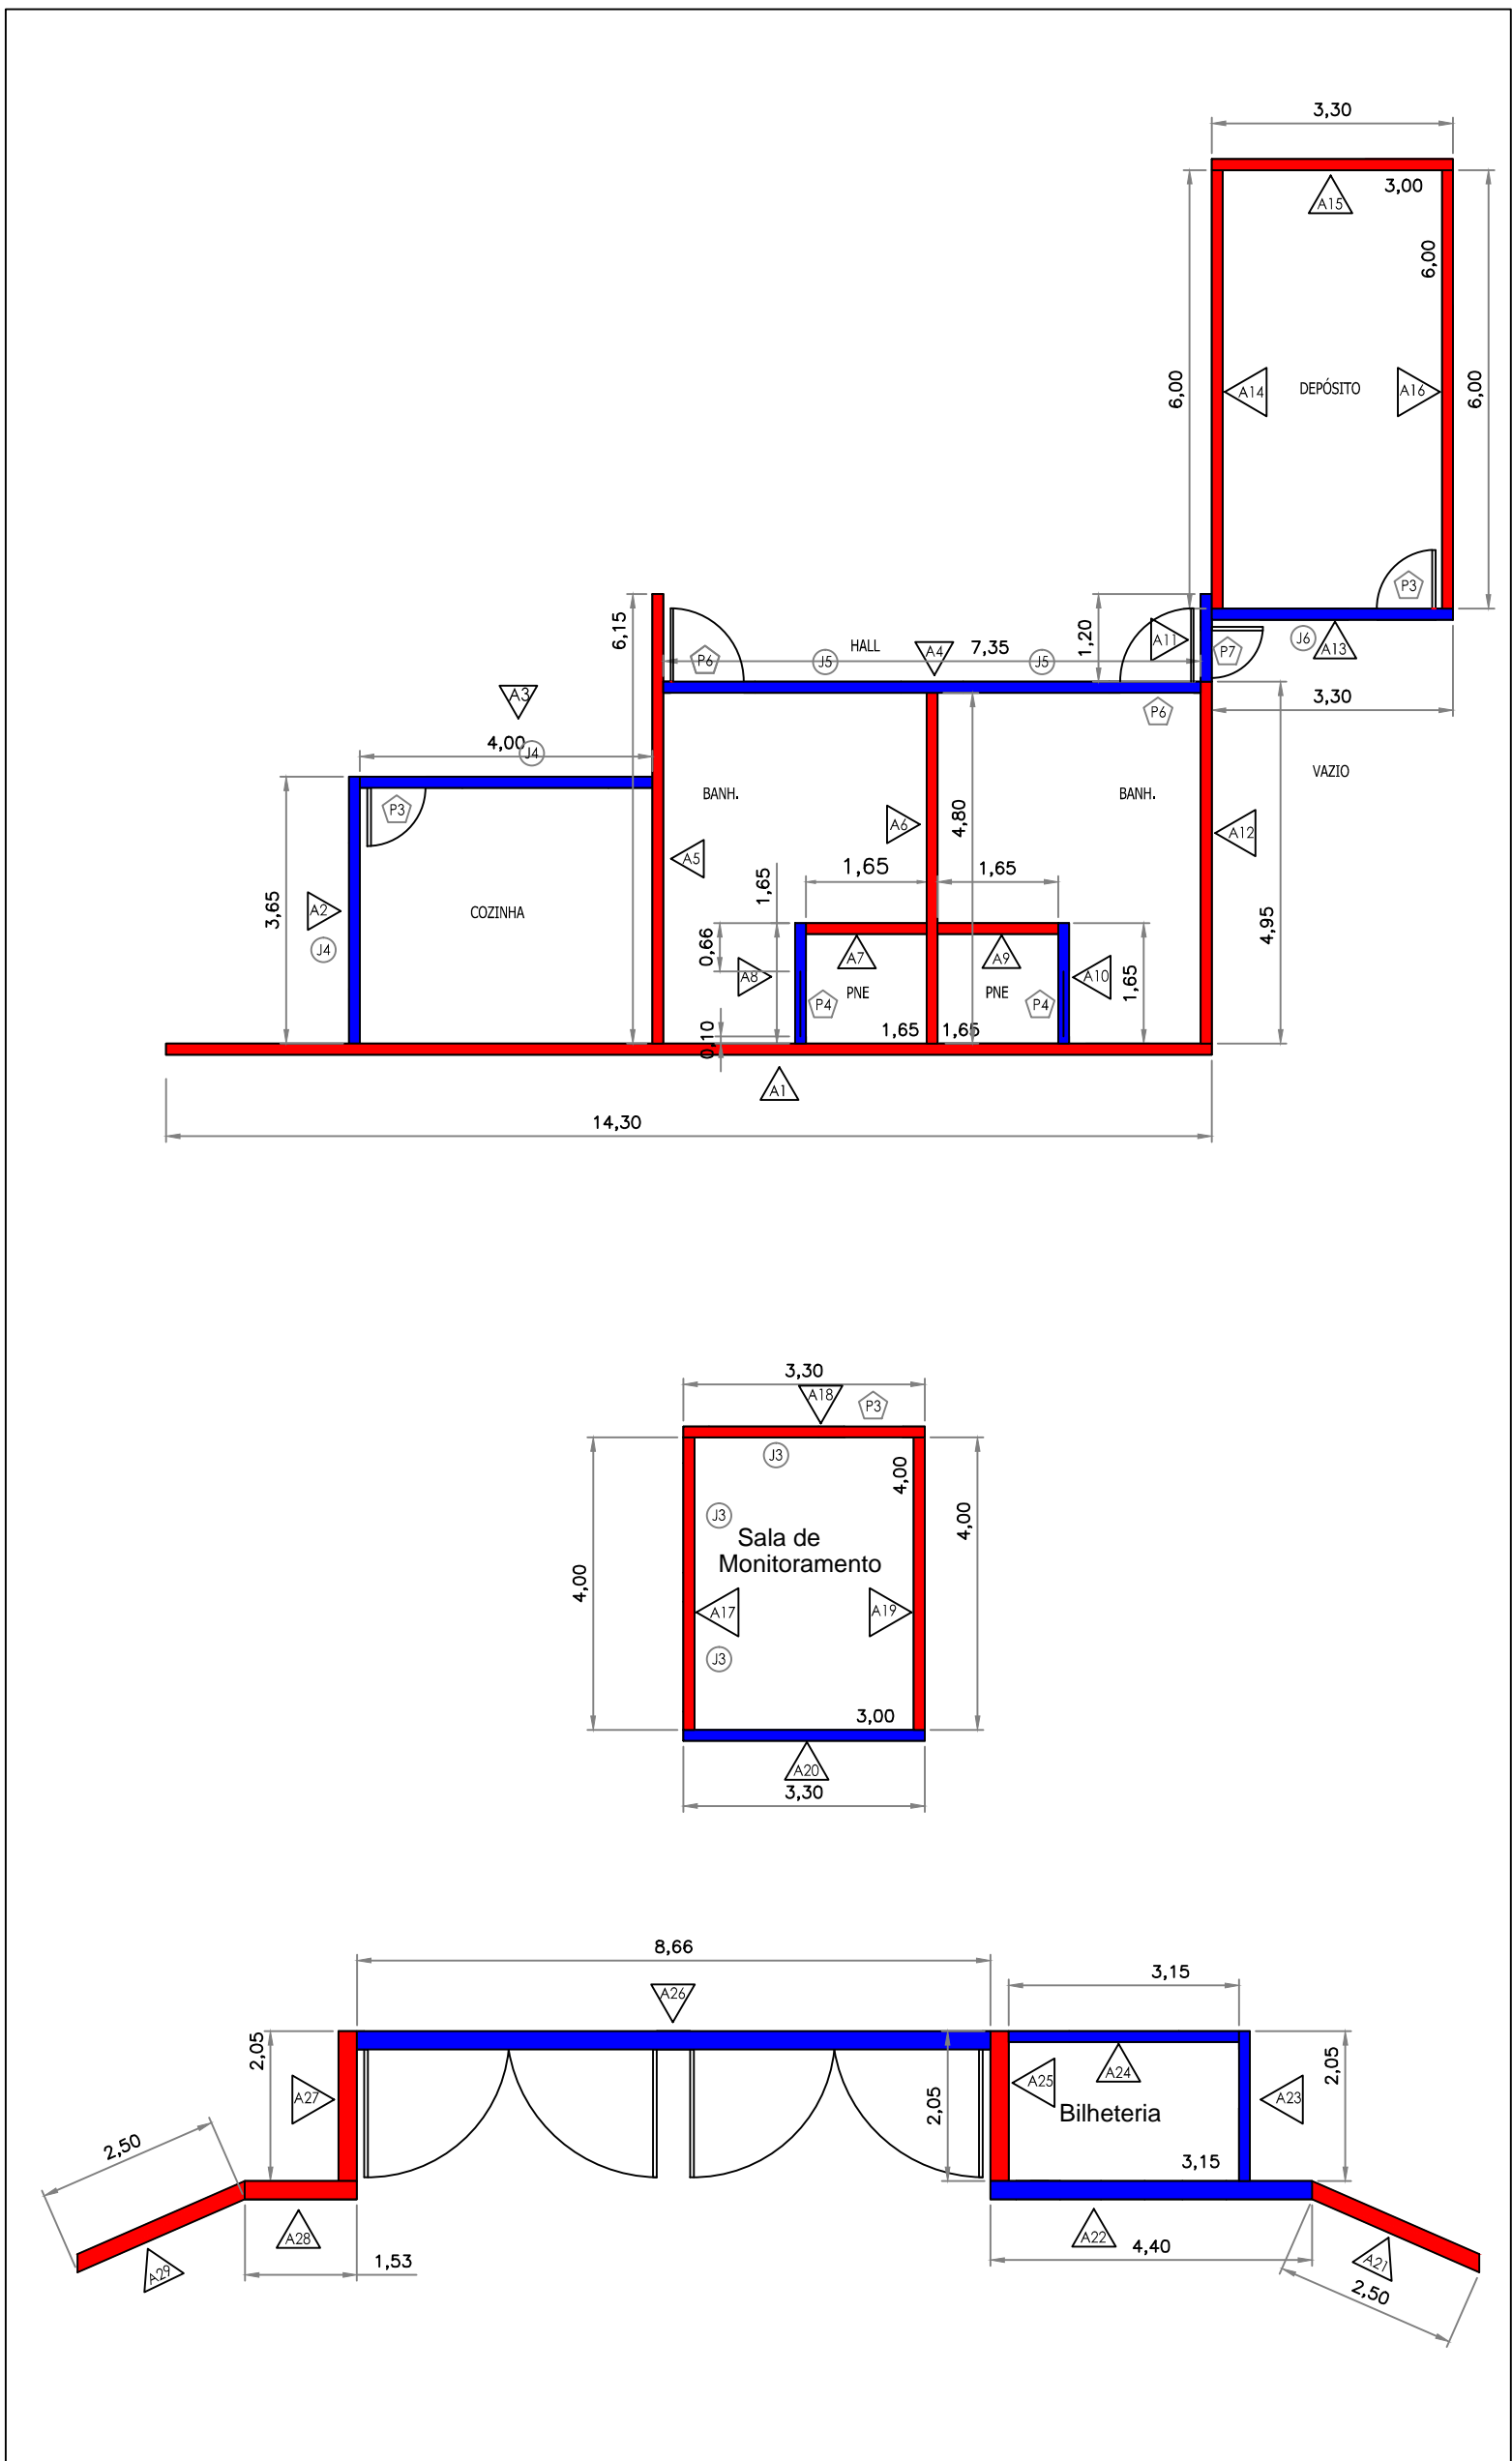 3,30
3,00
A15
6,00
6,00
A14
DEPÓSITO
A16
6,00
P3
6,15
1,20
A11
HALL
A4
7,35
P6
J5
J5
P7
J6
A13
A3
4,00
J4
P6
3,30
VAZIO
P3
BANH.
BANH.
A6
4,80
A12
A5
1,65
1,65
1,65
3,65
A2
COZINHA
J4
4,95
0,66
A7
A9
A8
A10
PNE
PNE
1,65
P4
P4
0,10
1,65
1,65
A1
14,30
3,30
A18
P3
J3
4,00
J3
4,00
Sala de
Monitoramento
4,00
A17
A19
J3
3,00
A20
3,30
8,66
3,15
A26
2,05
2,05
A24
A25
A27
A23
2,05
Bilheteria
2,50
3,15
A28
A22
4,40
A29
1,53
A21
2,50